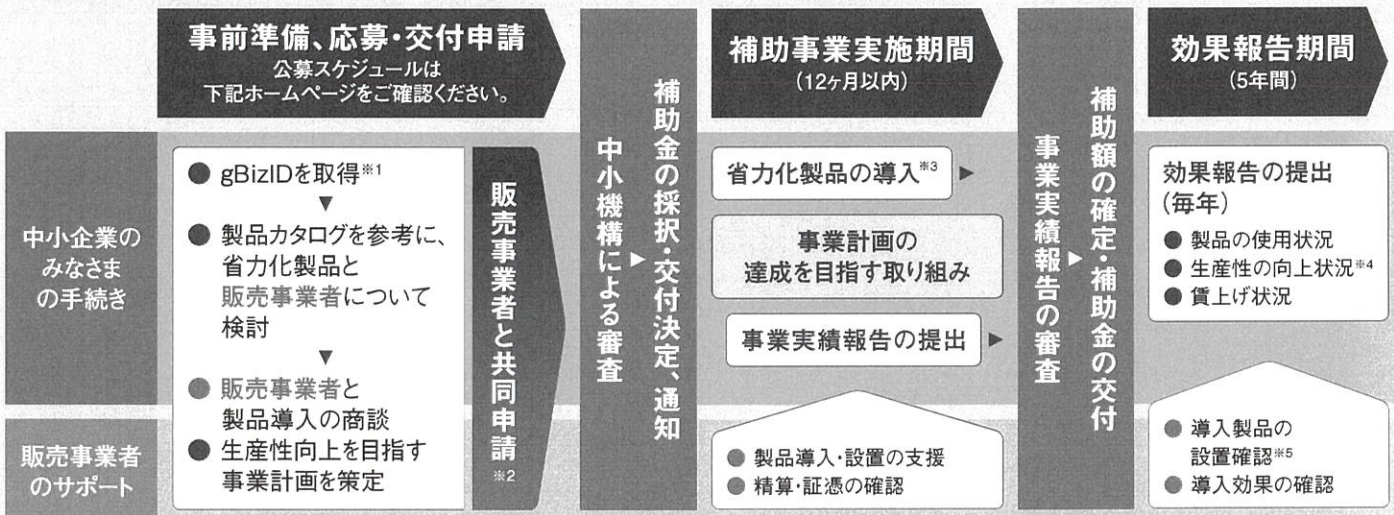 事前準備、応募・交付申請
公募スケジュールは
下記ホームページをご確認ください。
補助事業実施期間
(12ヶ月以内)
効果報告期間
(5年間)
中小企業の
みなさま
の手続き
● gBizIDを取得※1
▼
● 製品カタログを参考に、
省力化製品と
販売事業者について
検討
▼
● 販売事業者と
製品導入の商談
● 生産性向上を目指す
事業計画を策定
販売事業者と共同申請※2
中小機構による審査
▶
補助金の採択・交付決定、通知
省力化製品の導入※3 ▶
事業計画の
達成を目指す取り組み
事業実績報告の提出 ▶
事業実績報告の審査
▶
補助額の確定・補助金の交付
効果報告の提出
(毎年)
● 製品の使用状況
● 生産性の向上状況※4
● 賃上げ状況
販売事業者
のサポート
● 製品導入・設置の支援
● 精算・証憑の確認
● 導入製品の
設置確認※5
● 導入効果の確認